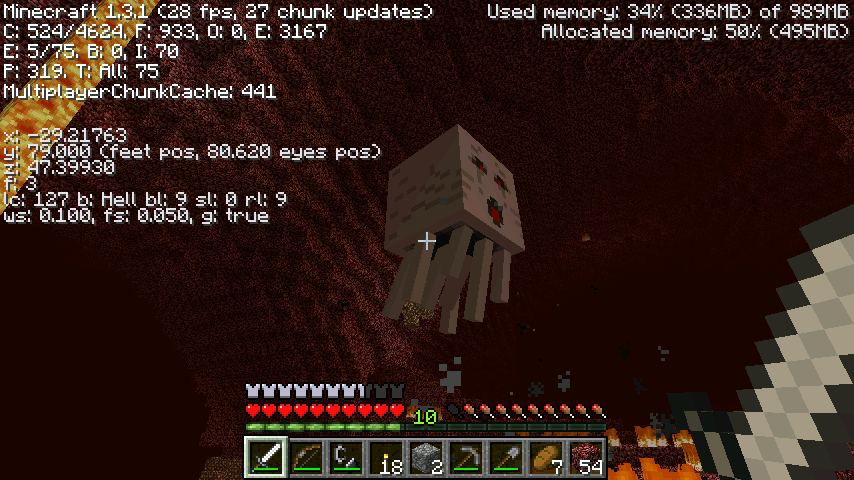 Minecraft 1.3.1 (28 fps, 27 chunk updates)
Used memory: 34% (336MB) of 989MB
C: 524/4624, F: 933, O: 0, E: 3167
Allocated memory: 50% (495MB)
E: 5/75. B: 0, I: 70
P: 319. T: All: 75
MultiplayerChunkCache: 441
x: -29.21763
y: 79.000 (feet pos, 80.620 eyes pos)
z: 47.39930
f: 3
lc: 127 b: Hell bl: 9 sl: 0 rl: 9
ws: 0.100, fs: 0.050, g: true
10
18
2
7
54